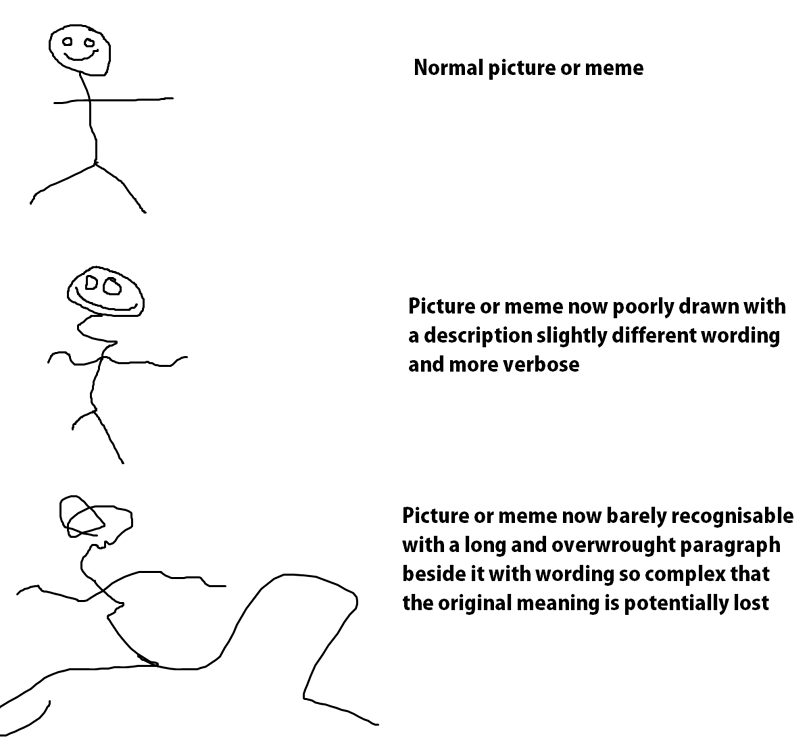 Normal picture or meme
Picture or meme now poorly drawn with
a description slightly different wording
and more verbose
Picture or meme now barely recognisable
with a long and overwrought paragraph
beside it with wording so complex that
the original meaning is potentially lost